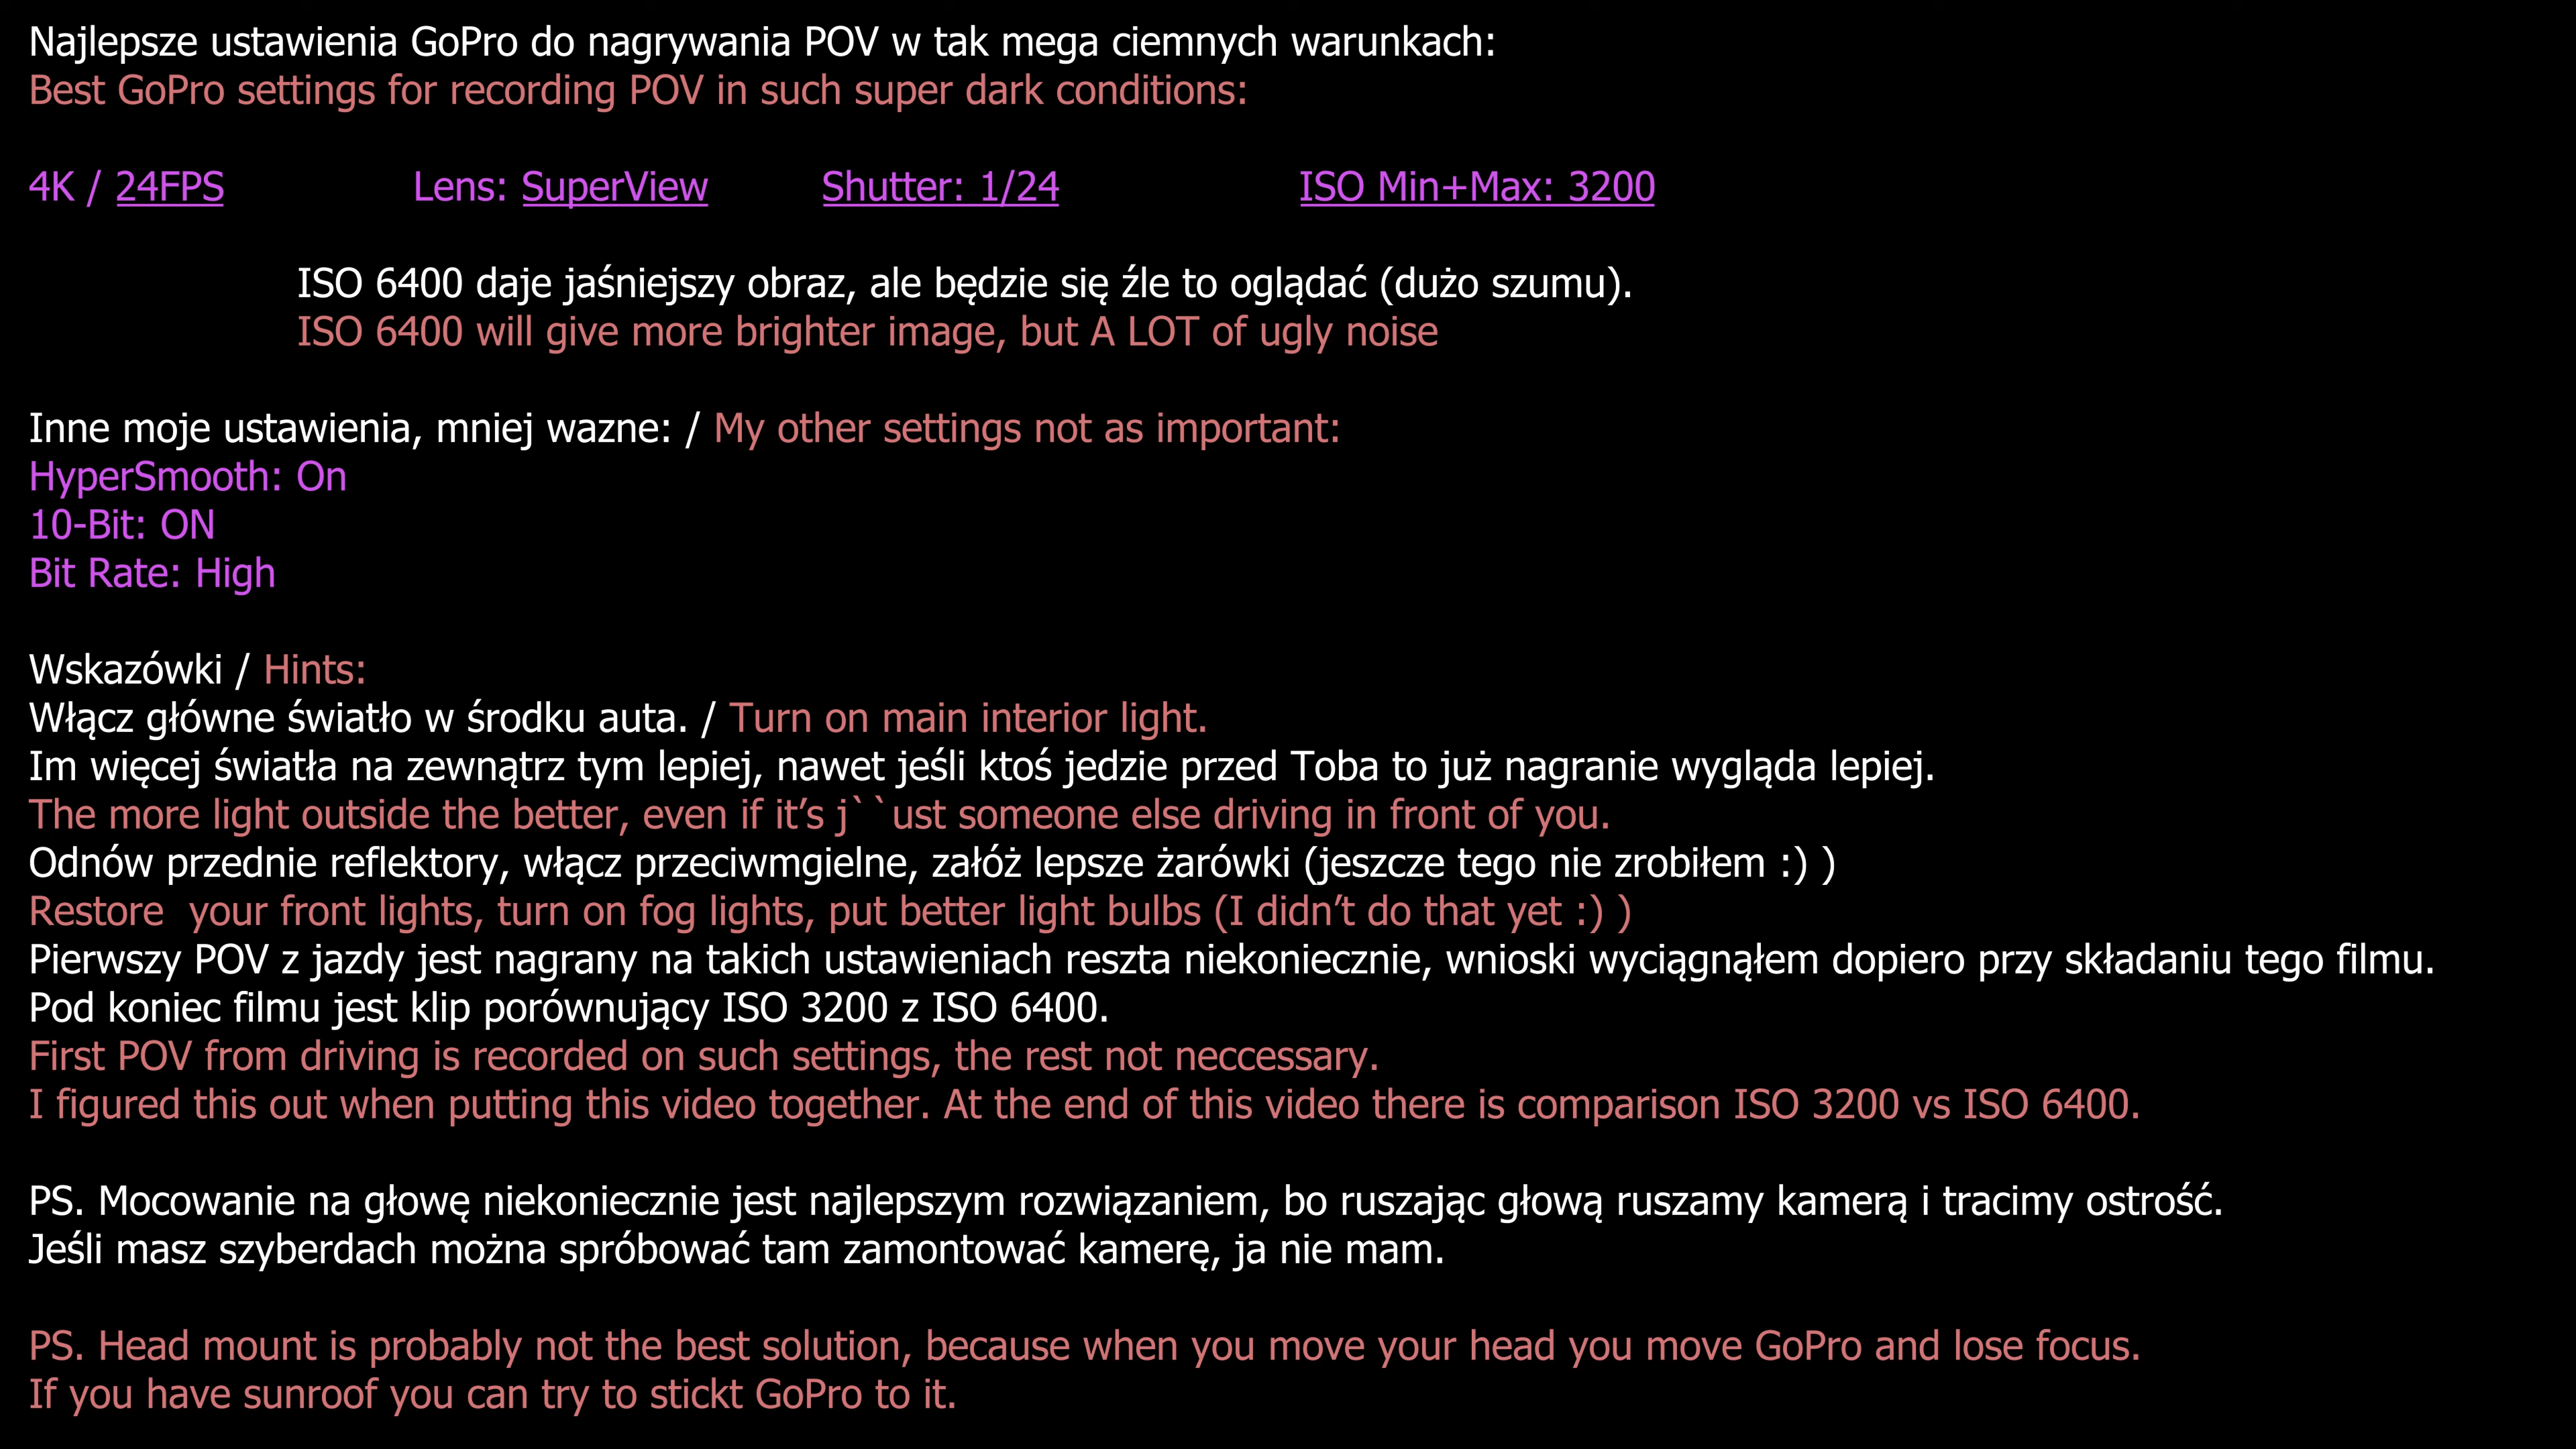 Najlepsze ustawienia GoPro do nagrywania POV w tak mega ciemnych warunkach:
Best GoPro settings for recording POV in such super dark conditions:
4K / 24FPS Lens: SuperView Shutter: 1/24 ISO Min+Max: 3200
ISO 6400 daje jaśniejszy obraz, ale będzie się źle to oglądać (dużo szumu).
ISO 6400 will give more brighter image, but A LOT of ugly noise
Inne moje ustawienia, mniej wazne: / My other settings not as important:
HyperSmooth: On
10-Bit: ON
Bit Rate: High
Wskazówki / Hints:
Włącz główne światło w środku auta. / Turn on main interior light.
Im więcej światła na zewnątrz tym lepiej, nawet jeśli ktoś jedzie przed Toba to już nagranie wygląda lepiej.
The more light outside the better, even if it’s j``ust someone else driving in front of you.
Odnów przednie reflektory, włącz przeciwmgielne, załóż lepsze żarówki (jeszcze tego nie zrobiłem :) )
Restore  your front lights, turn on fog lights, put better light bulbs (I didn’t do that yet :) )
Pierwszy POV z jazdy jest nagrany na takich ustawieniach reszta niekoniecznie, wnioski wyciągnąłem dopiero przy składaniu tego filmu.
Pod koniec filmu jest klip porównujący ISO 3200 z ISO 6400.
First POV from driving is recorded on such settings, the rest not neccessary.
I figured this out when putting this video together. At the end of this video there is comparison ISO 3200 vs ISO 6400.
PS. Mocowanie na głowę niekoniecznie jest najlepszym rozwiązaniem, bo ruszając głową ruszamy kamerą i tracimy ostrość.
Jeśli masz szyberdach można spróbować tam zamontować kamerę, ja nie mam.
PS. Head mount is probably not the best solution, because when you move your head you move GoPro and lose focus.
If you have sunroof you can try to stickt GoPro to it.